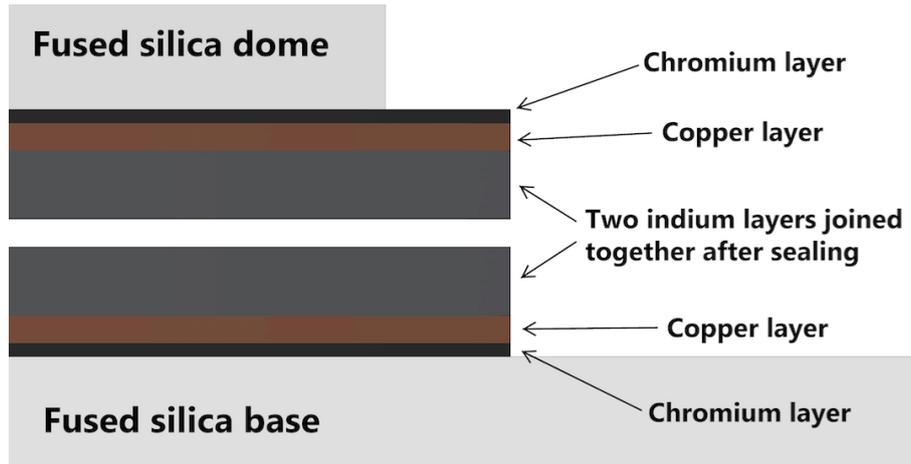 Fused silica dome
Chromium layer
Copper layer
Two indium layers joined
together after sealing
Copper layer
Chromium layer
Fused silica base